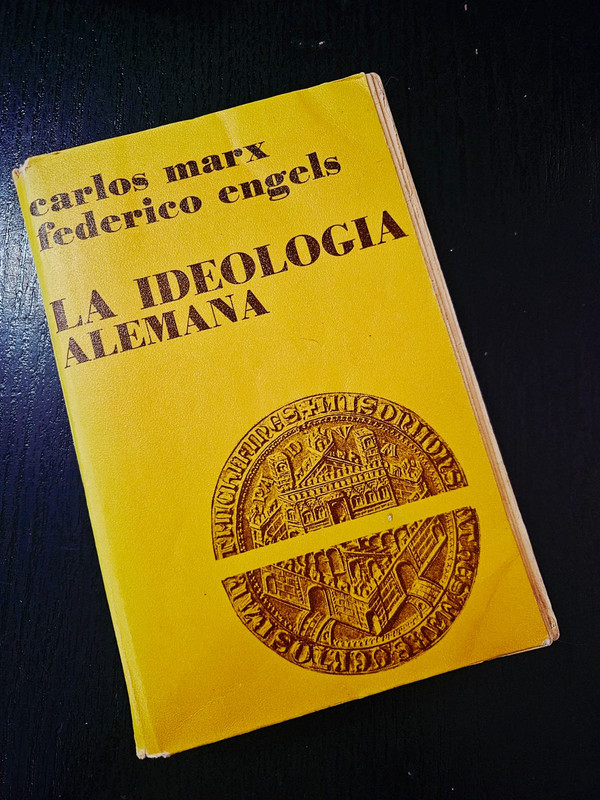 carlos marx
federico engels
LA IDEOLOGIA
ALEMANA